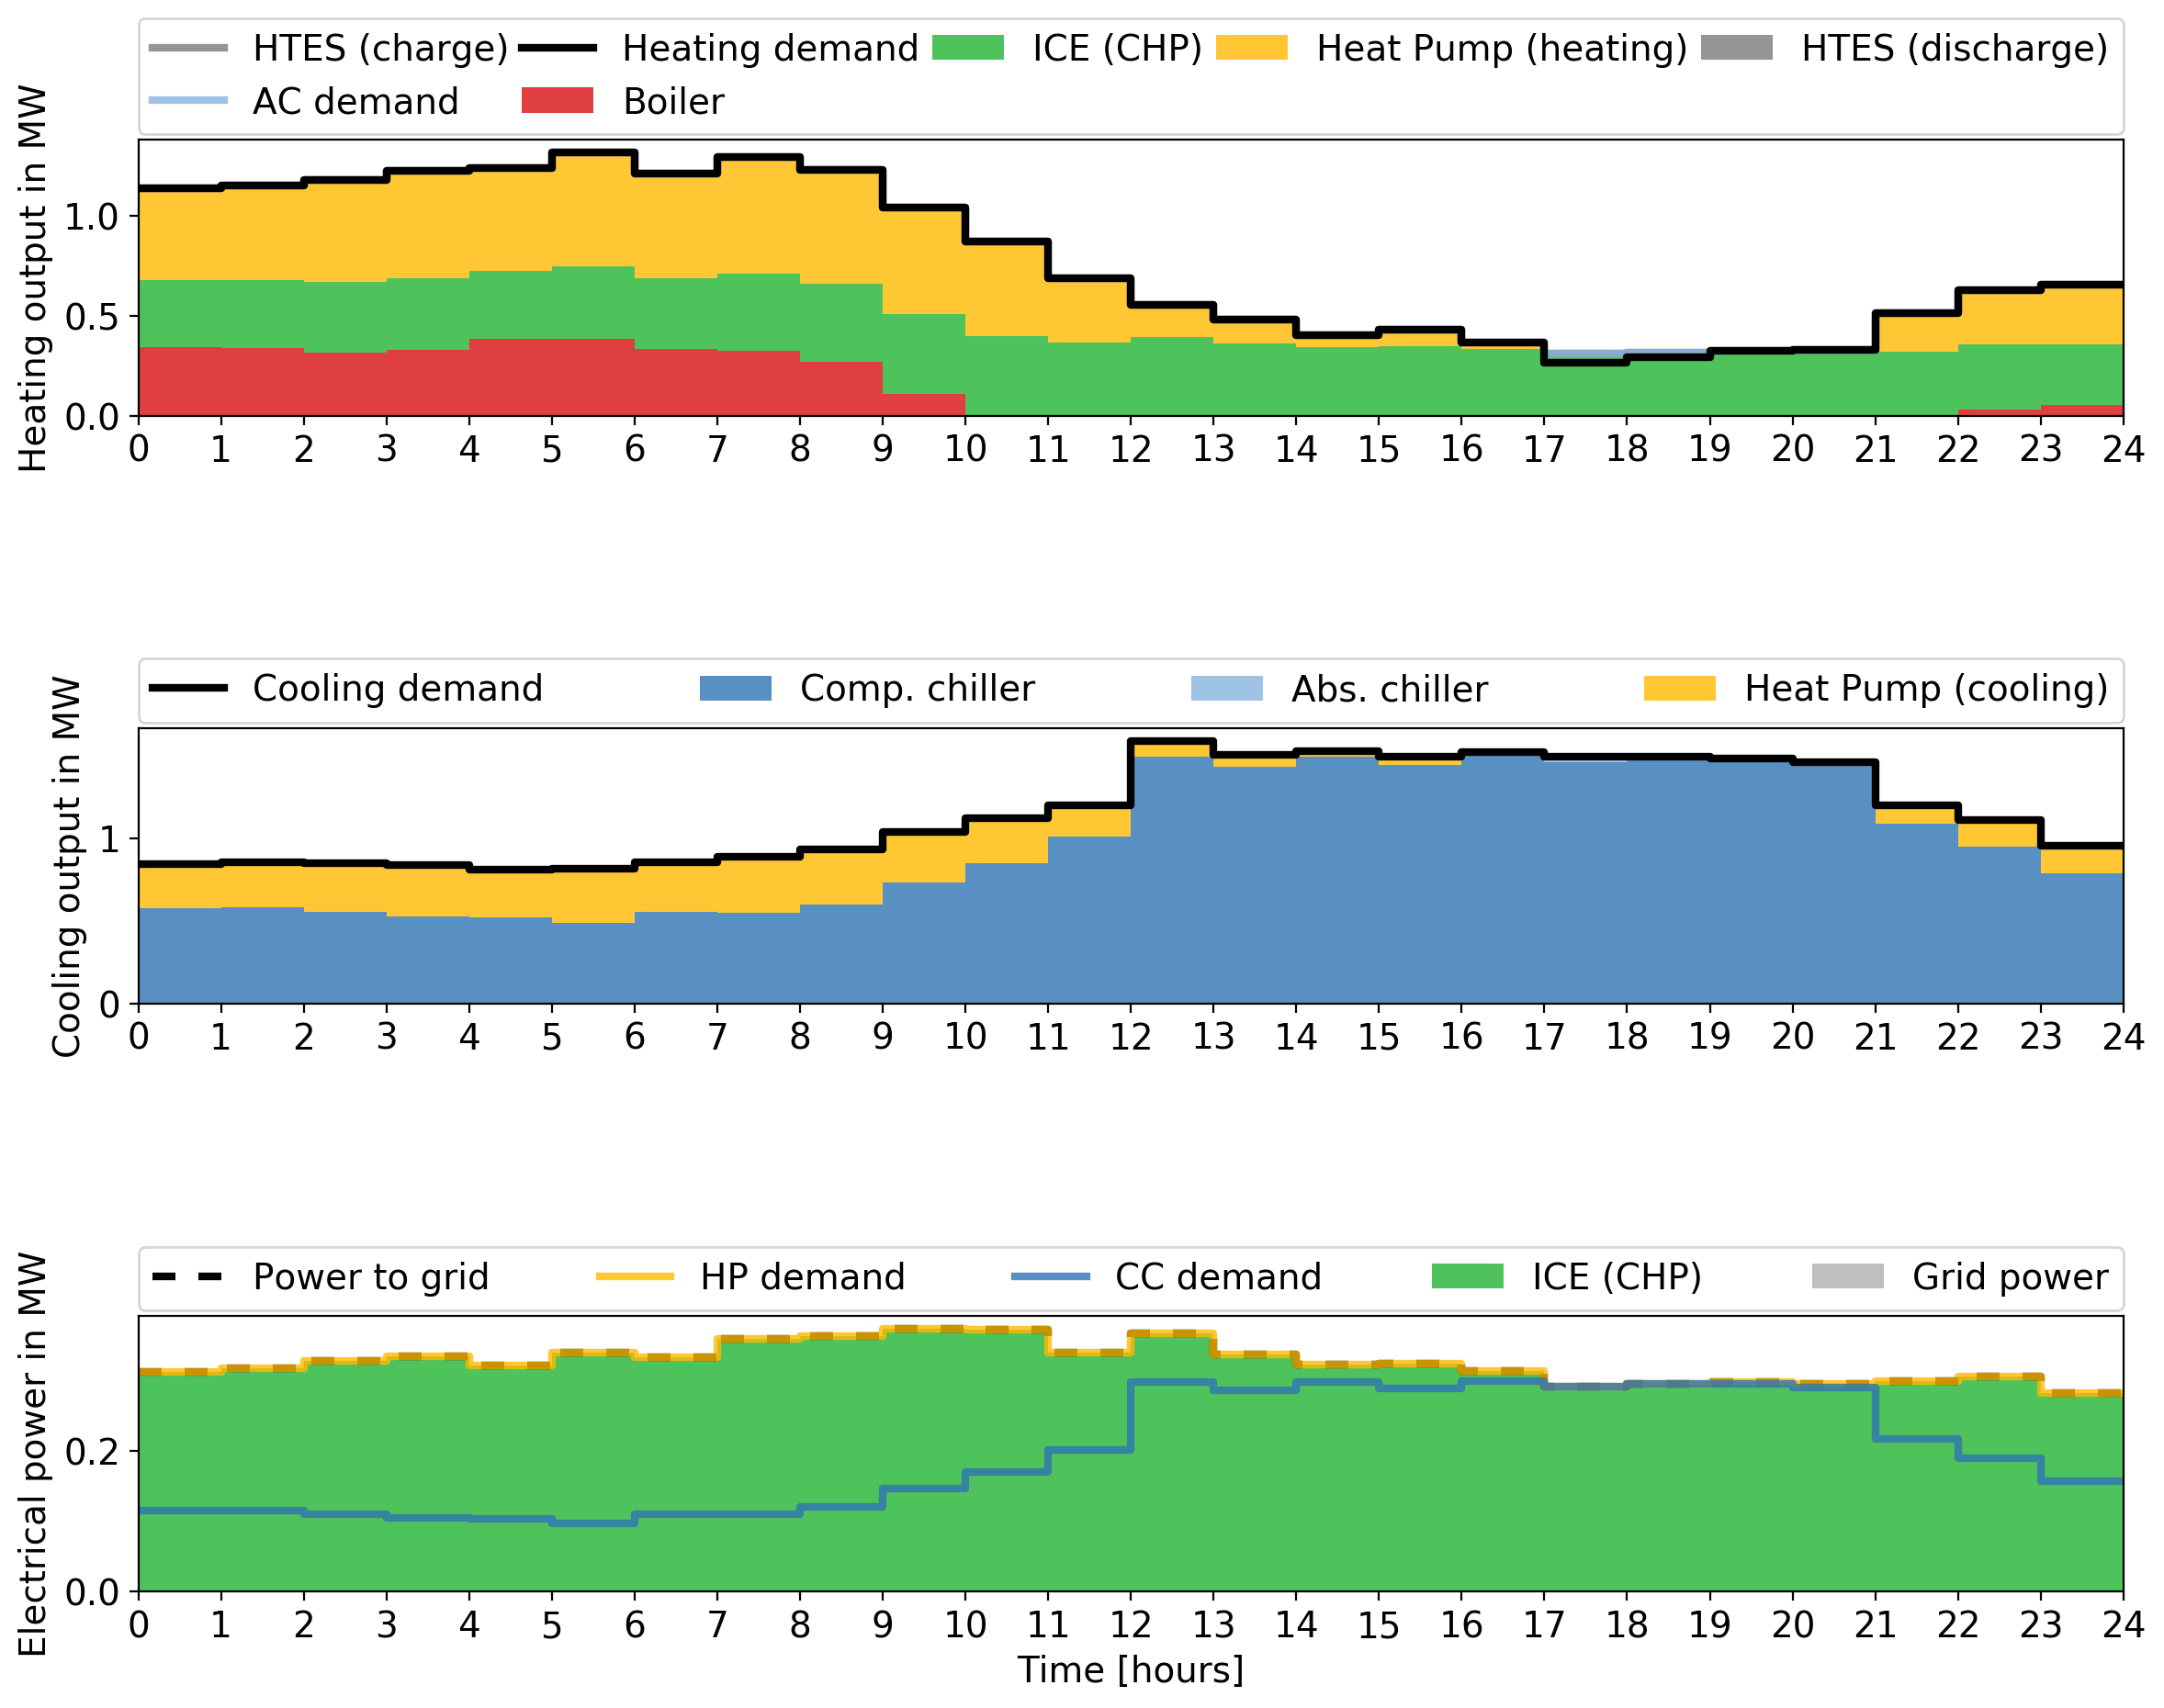 HTES (charge) Heating demand ICE (CHP) Heat Pump (heating) HTES (discharge)
AC demand Boiler
Heating output in MW
1.0
0.5
0.0
0 1 2 3 4 5 6 7 8 9 10 11 12 13 14 15 16 17 18 19 20 21 22 23 24
Cooling demand Comp. chiller Abs. chiller Heat Pump (cooling)
Cooling output in MW
1
0
0 1 2 3 4 5 6 7 8 9 10 11 12 13 14 15 16 17 18 19 20 21 22 23 24
Power to grid HP demand CC demand ICE (CHP) Grid power
Electrical power in MW
0.2
0.0
0 1 2 3 4 5 6 7 8 9 10 11 12 13 14 15 16 17 18 19 20 21 22 23 24
Time [hours]